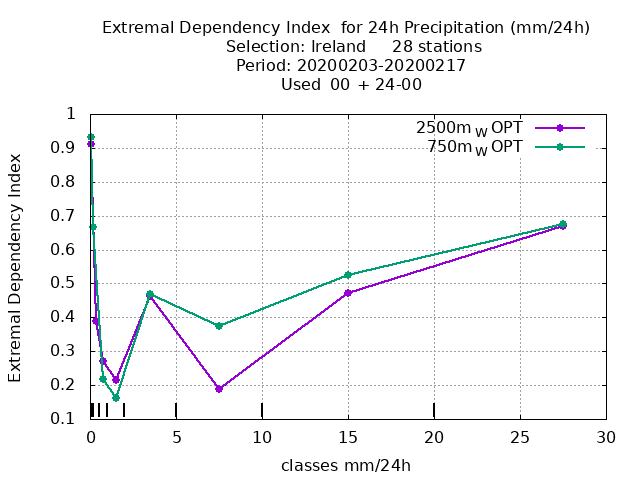 Extremal Dependency Index  for 24h Precipitation (mm/24h)
Selection: Ireland     28 stations
Period: 20200203-20200217
Used  00 + 24-00
2500m W OPT
750m W OPT
1
0.9
0.8
0.7
0.6
0.5
0.4
0.3
0.2
0.1
Extremal Dependency Index
0 5 10 15 20 25 30
classes mm/24h